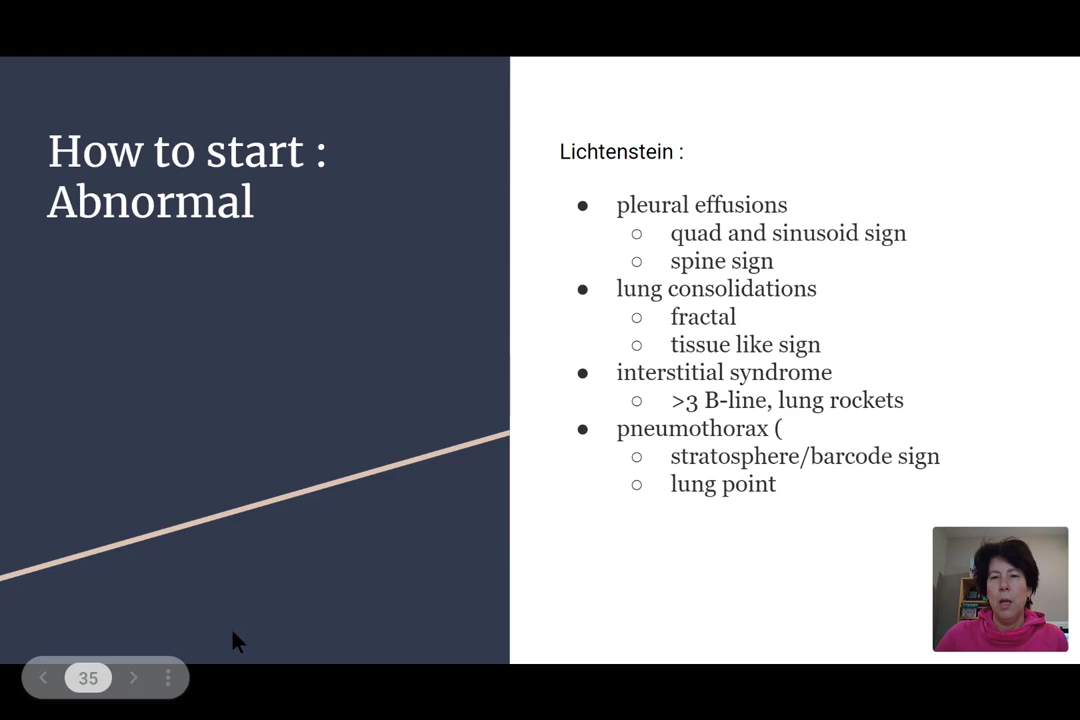 How to start :
Abnormal
Lichtenstein :
● pleural effusions
○ quad and sinusoid sign
○ spine sign
● lung consolidations
○ fractal
○ tissue like sign
● interstitial syndrome
○ >3 B-line, lung rockets
● pneumothorax (
○ stratosphere/barcode sign
○ lung point
35